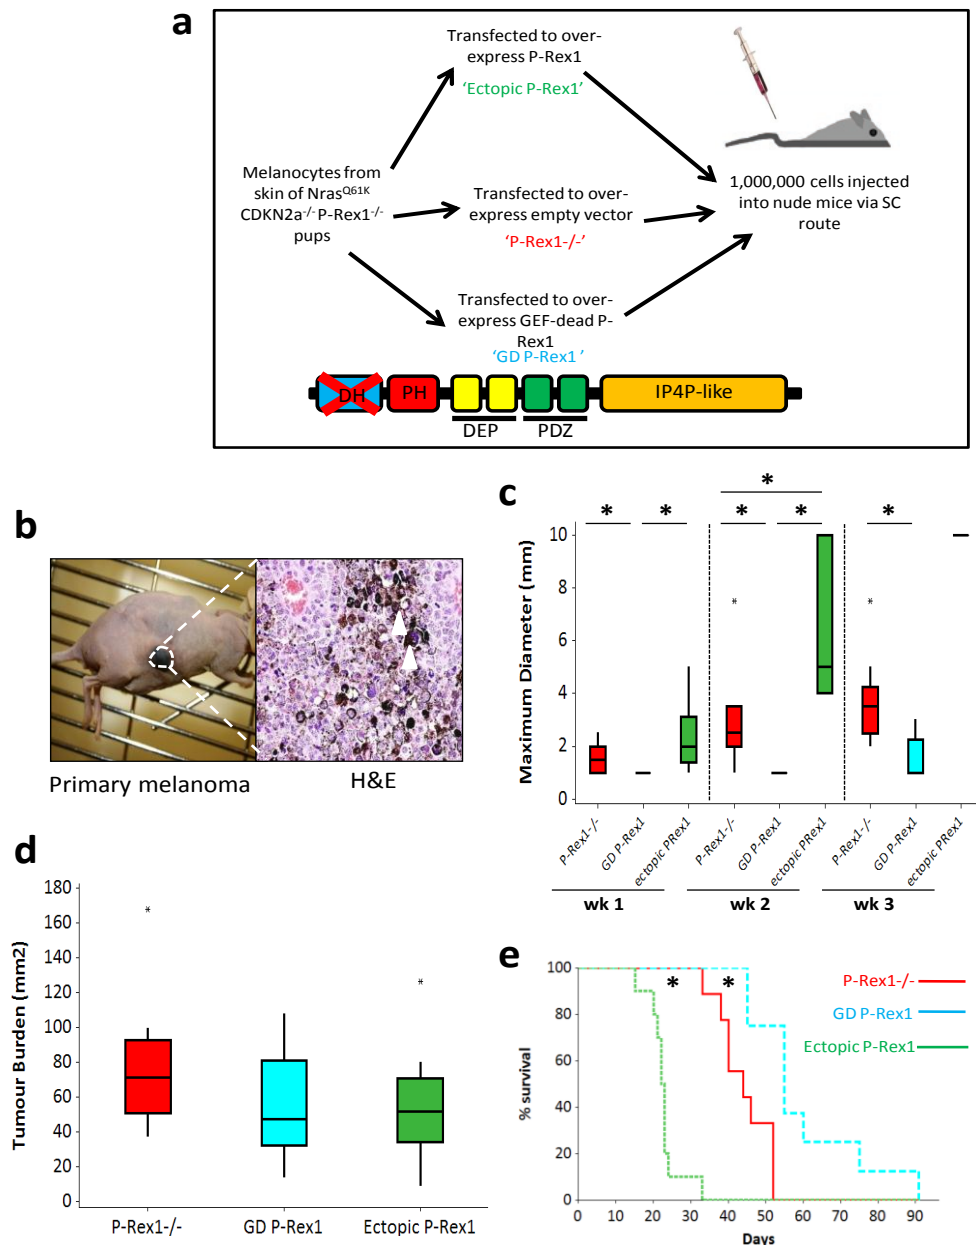 a
Transfected to over-
express P-Rex1
‘Ectopic P-Rex1’
Melanocytes from
skin of NrasQ61K
CDKN2a-/- P-Rex1-/-
pups
Transfected to over-
express empty vector
‘P-Rex1-/-’
1,000,000 cells injected
into nude mice via SC
route
Transfected to over-
express GEF-dead P-
Rex1
‘GD P-Rex1 ’
DH PH IP4P-like
DEP PDZ
b
Primary melanoma
H&E
c
Maximum Diameter (mm)
10
8
6
4
2
0
* * * * * *
P-Rex1-/-
GD P-Rex1
ectopic PRex1
P-Rex1-/-
GD P-Rex1
ectopic PRex1
P-Rex1-/-
GD P-Rex1
ectopic PRex1
wk 1 wk 2 wk 3
d
Tumour Burden (mm2)
180
160
140
120
100
80
60
40
20
0
P-Rex1-/- GD P-Rex1 Ectopic P-Rex1
e
% survival
100
80
60
40
20
0
* *
P-Rex1-/-
GD P-Rex1
Ectopic P-Rex1
0 10 20 30 40 50 60 70 80 90
Days